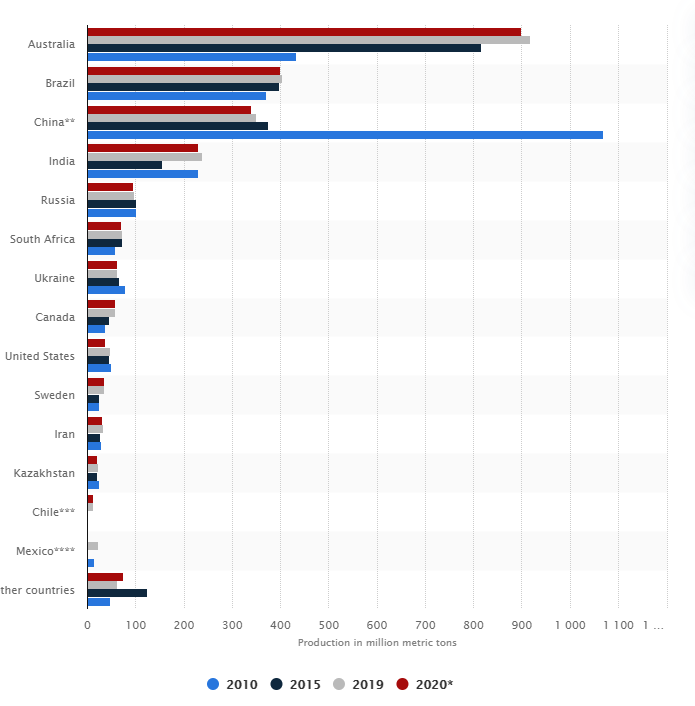 Australia
Brazil
China**
India
Russia
South Africa
Ukraine
Canada
United States
Sweden
Iran
Kazakhstan
Chile***
Mexico****
ther countries
0 100 200 300 400 500 600 700 800 900 1 000 1 100 1 ...
Production in million metric tons
2010 2015 2019 2020*